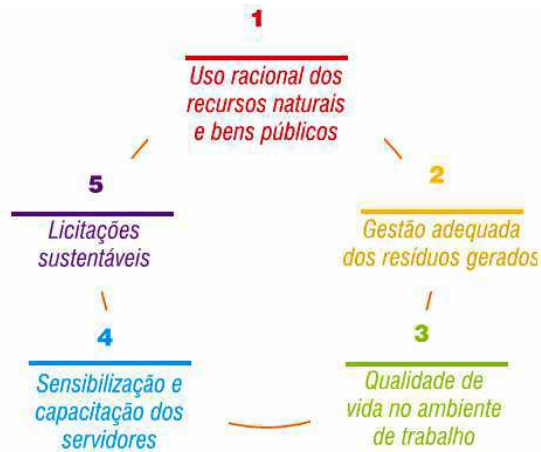 1
Uso racional dos
recursos naturais
e bens públicos
2
Gestão adequada
dos resíduos gerados
3
Qualidade de
vida no ambiente
de trabalho
4
Sensibilização e
capacitação dos
servidores
5
Licitações
sustentáveis